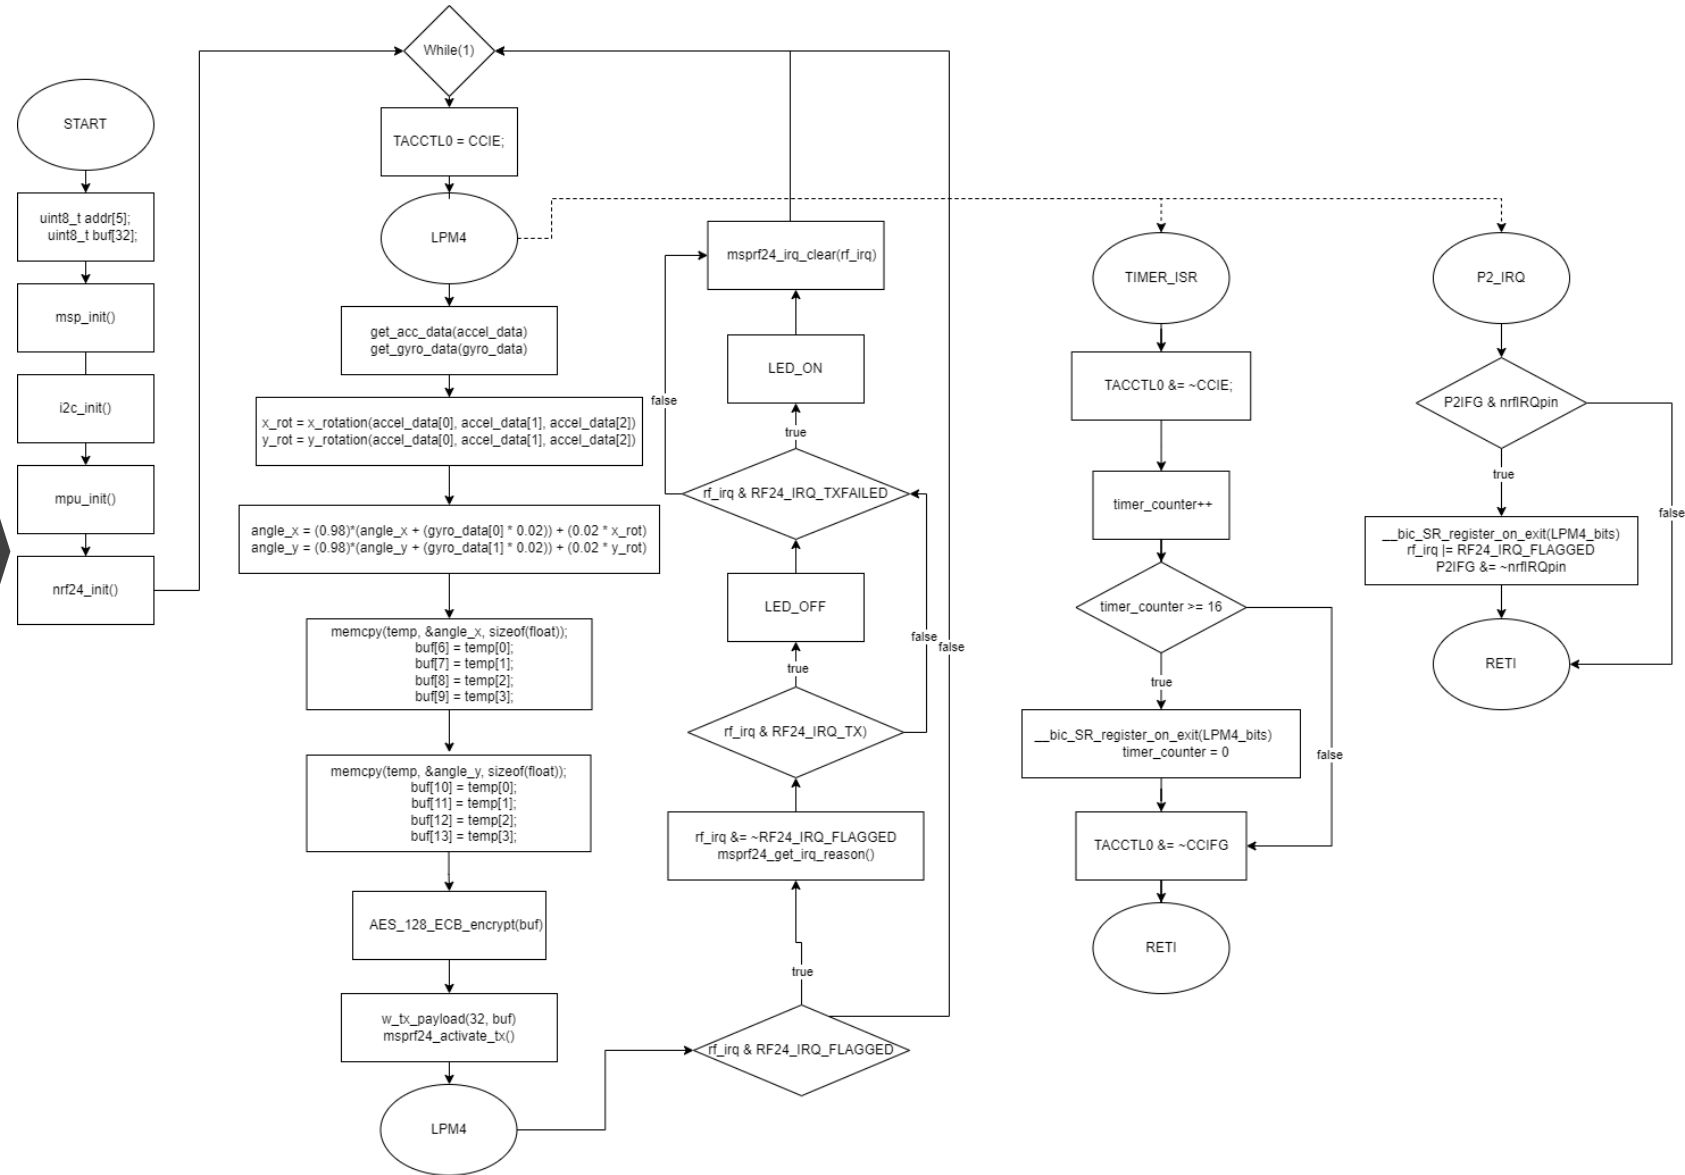 START
uint8_t addr[5];
uint8_t buf[32];
msp_init()
i2c_init()
mpu_init()
nrf24_init()
While(1)
TACCTL0 = CCIE;
LPM4
get_acc_data(accel_data)
get_gyro_data(gyro_data)
x_rot = x_rotation(accel_data[0], accel_data[1], accel_data[2])
y_rot = y_rotation(accel_data[0], accel_data[1], accel_data[2])
angle_x = (0.98)*(angle_x + (gyro_data[0] * 0.02)) + (0.02 * x_rot)
angle_y = (0.98)*(angle_y + (gyro_data[1] * 0.02)) + (0.02 * y_rot)
memcpy(temp, &angle_x, sizeof(float));
buf[6] = temp[0];
buf[7] = temp[1];
buf[8] = temp[2];
buf[9] = temp[3];
memcpy(temp, &angle_y, sizeof(float));
buf[10] = temp[0];
buf[11] = temp[1];
buf[12] = temp[2];
buf[13] = temp[3];
AES_128_ECB_encrypt(buf)
w_tx_payload(32, buf)
msprf24_activate_tx()
LPM4
rf_irq & RF24_IRQ_FLAGGED
true
false
rf_irq &= ~RF24_IRQ_FLAGGED
msprf24_get_irq_reason()
rf_irq & RF24_IRQ_TX)
true
false
LED_OFF
rf_irq & RF24_IRQ_TXFAILED
true
false
LED_ON
msprf24_irq_clear(rf_irq)
TIMER_ISR
TACCTL0 &= ~CCIE;
timer_counter++
timer_counter >= 16
true
false
__bic_SR_register_on_exit(LPM4_bits)
timer_counter = 0
TACCTL0 &= ~CCIFG
RETI
P2_IRQ
P2IFG & nrfIRQpin
true
false
__bic_SR_register_on_exit(LPM4_bits)
rf_irq |= RF24_IRQ_FLAGGED
P2IFG &= ~nrfIRQpin
RETI